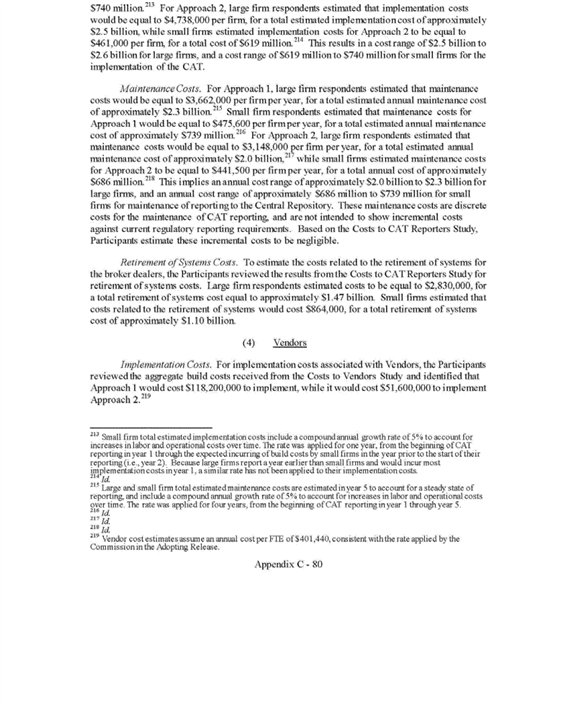 $740 million.213 For Approach 2, large firm respondents estimated that implementation costs
would be equal to $4,738,000 per firm, for a total estimated implementation cost of approximately
$2.5 billion, while small firms estimated implementation costs for Approach 2 to be equal to
$461,000 per firm, for a total cost of $619 million.214 This results in a cost range of $2.5 billion to
$2.6 billion for large firms, and a cost range of $619 million to $740 million for small firms for the
implementation of the CAT.
Maintenance Costs. For Approach 1, large firm respondents estimated that maintenance
costs would be equal to $3,662,000 per firm per year, for a total estimated annual maintenance cost
of approximately $2.3 billion.215 Small firm respondents estimated that maintenance costs for
Approach 1 would be equal to $475,600 per firm per year, for a total estimated annual maintenance
cost of approximately $739 million.216 For Approach 2, large firm respondents estimated that
maintenance costs would be equal to $3,148,000 per firm per year, for a total estimated annual
maintenance cost of approximately $2.0 billion,217 while small firms estimated maintenance costs
for Approach 2 to be equal to $441,500 per firm per year, for a total annual cost of approximately
$686 million.218 This implies an annual cost range of approximately $2.0 billion to $2.3 billion for
large firms, and an annual cost range of approximately $686 million to $739 million for small
firms for maintenance of reporting to the Central Repository. These maintenance costs are discrete
costs for the maintenance of CAT reporting, and are not intended to show incremental costs
against current regulatory reporting requirements. Based on the Costs to CAT Reporters Study,
Participants estimate these incremental costs to be negligible.
Retirement of Systems Costs. To estimate the costs related to the retirement of systems for
the broker dealers, the Participants reviewed the results from the Costs to CAT Reporters Study for
retirement of systems costs. Large firm respondents estimated costs to be equal to $2,830,000, for
a total retirement of systems cost equal to approximately $1.47 billion. Small firms estimated that
costs related to the retirement of systems would cost $864,000, for a total retirement of systems
cost of approximately $1.10 billion.
(4) Vendors
Implementation Costs. For implementation costs associated with Vendors, the Participants
reviewed the aggregate build costs received from the Costs to Vendors Study and identified that
Approach 1 would cost $118,200,000 to implement, while it would cost $51,600,000 to implement
Approach 2.219
213 Small firm total estimated implementation costs include a compound annual growth rate of 5% to account for
increases in labor and operational costs over time. The rate was applied for one year, from the beginning of CAT
reporting in year 1 through the expected incurring of build costs by small firms in the year prior to the start of their
reporting (i.e., year 2). Because large firms report a year earlier than small firms and would incur most
implementation costs in year 1, a similar rate has not been applied to their implementation costs.
214 Id.
215 Large and small firm total estimated maintenance costs are estimated in year 5 to account for a steady state of
reporting, and include a compound annual growth rate of 5% to account for increases in labor and operational costs
over time. The rate was applied for four years, from the beginning of CAT reporting in year 1 through year 5.
216 Id.
217 Id.
218 Id.
219 Vendor cost estimates assume an annual cost per FTE of $401,440, consistent with the rate applied by the
Commission in the Adopting Release.
Appendix C - 80